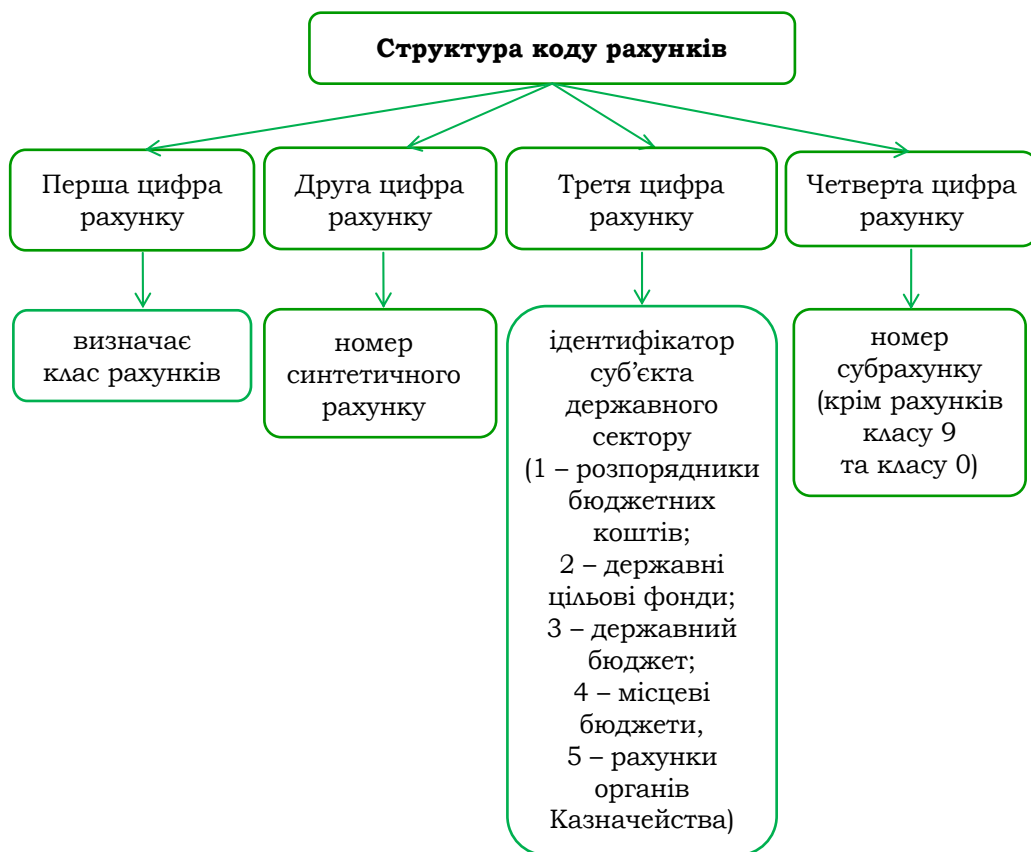 Структура коду рахунків
Перша цифра
рахунку
Друга цифра
рахунку
Третя цифра
рахунку
Четверта цифра
рахунку
визначає
клас рахунків
номер
синтетичного
рахунку
ідентифікатор
суб’єкта
державного
сектору
(1 – розпорядники
бюджетних
коштів;
2 – державні
цільові фонди;
3 – державний
бюджет;
4 – місцеві
бюджети,
5 – рахунки
органів
Казначейства)
номер
субрахунку
(крім рахунків
класу 9
та класу 0)